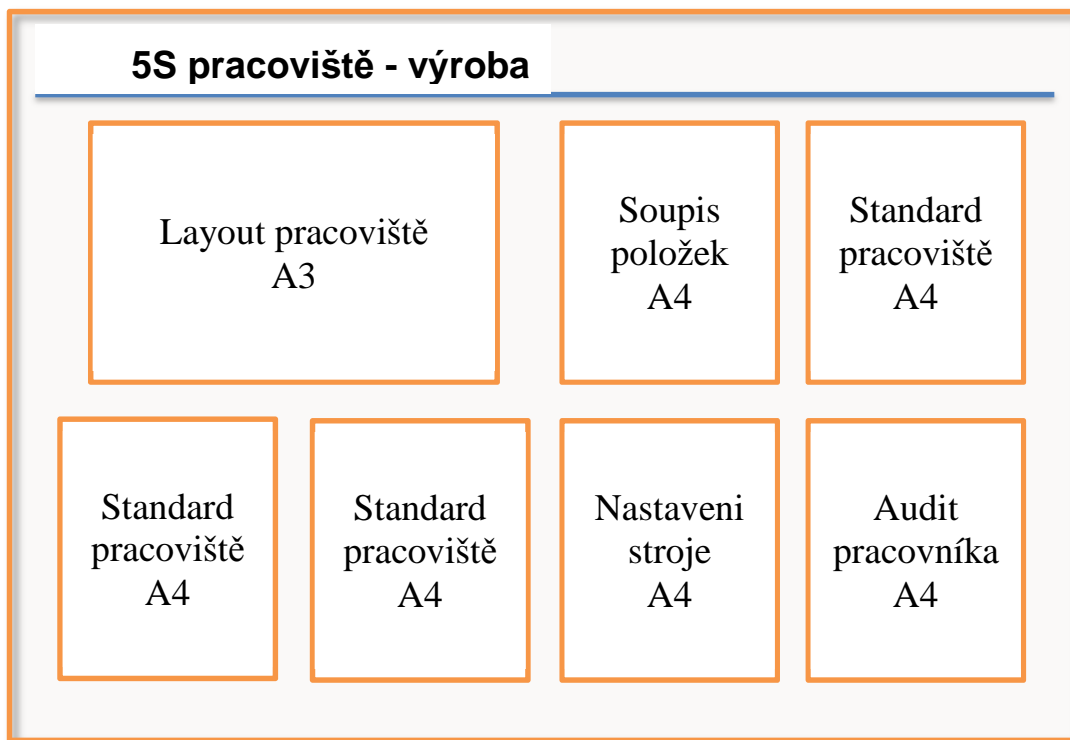 5S pracoviště - výroba
Layout pracoviště
A3
Soupis
položek
A4
Standard
pracoviště
A4
Standard
pracoviště
A4
Standard
pracoviště
A4
Nastaveni
stroje
A4
Audit
pracovníka
A4